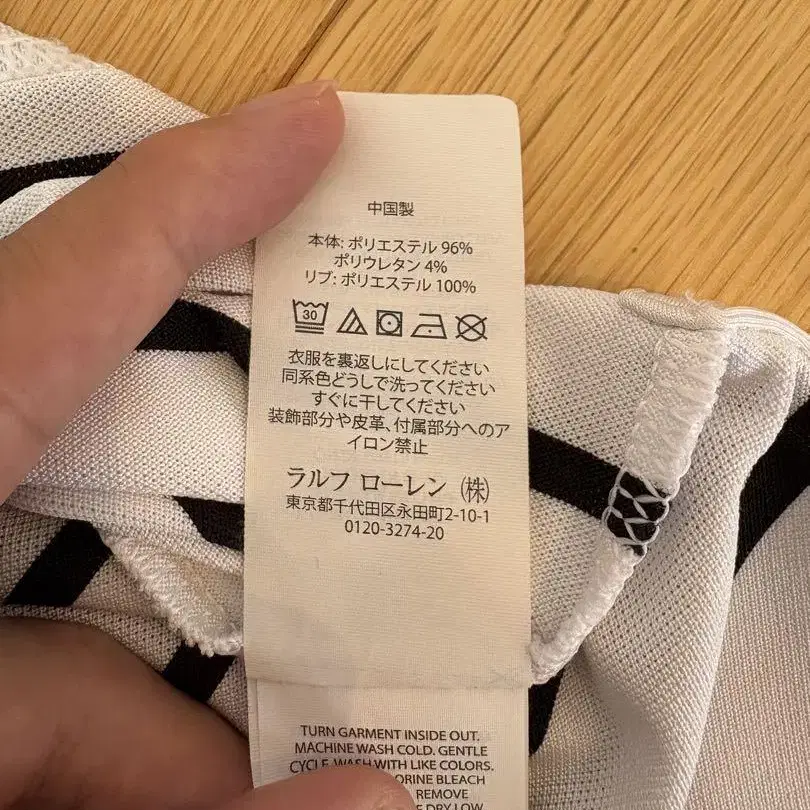 中国製
本体: ポリエステル 96%
ポリウレタン 4%
リブ: ポリエステル 100%
30
衣服を裏返しにしてください
同系色どうしで洗ってください
すぐに干してください
装飾部分や皮革、付属部分へのア
イロン禁止
ラルフ ローレン (株)
東京都千代田区永田町2-10-1
0120-3274-20
TURN GARMENT INSIDE OUT.
MACHINE WASH COLD. GENTLE
CYCLE. WASH WITH LIKE COLORS.
BLEACH
REMOVE
DRY LOW